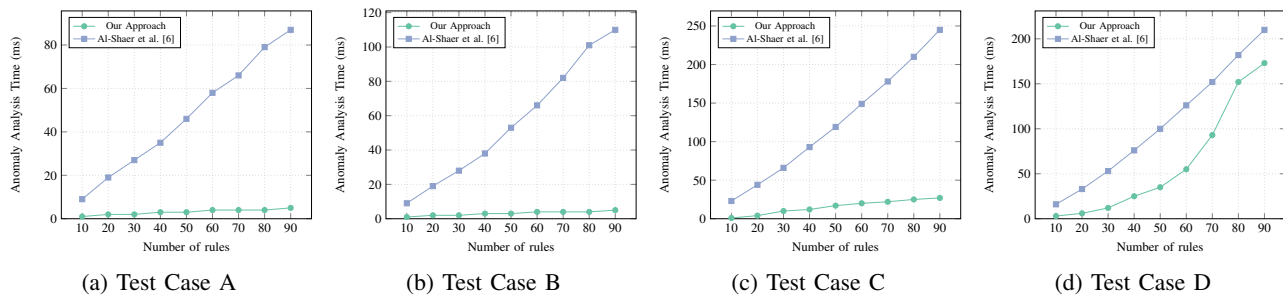 Our Approach
Al-Shaer et al. [6]
Anomaly Analysis Time (ms)
80
60
40
20
0
10 20 30 40 50 60 70 80 90
Number of rules
(a) Test Case A
Our Approach
Al-Shaer et al. [6]
Anomaly Analysis Time (ms)
120
100
80
60
40
20
0
10 20 30 40 50 60 70 80 90
Number of rules
(b) Test Case B
Our Approach
Al-Shaer et al. [6]
Anomaly Analysis Time (ms)
250
200
150
100
50
0
10 20 30 40 50 60 70 80 90
Number of rules
(c) Test Case C
Our Approach
Al-Shaer et al. [6]
Anomaly Analysis Time (ms)
200
150
100
50
0
10 20 30 40 50 60 70 80 90
Number of rules
(d) Test Case D